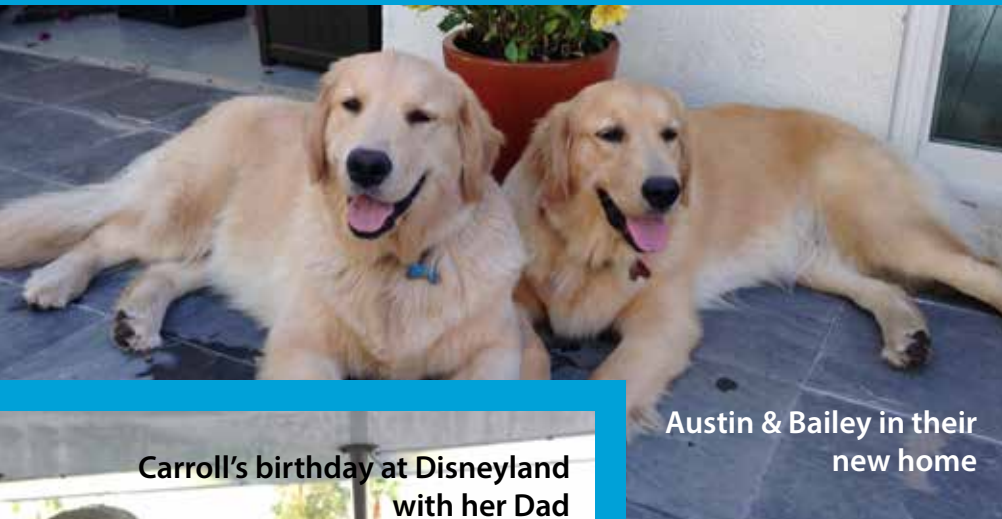 Austin & Bailey in their
new home
Carroll’s birthday at Disneyland
with her Dad